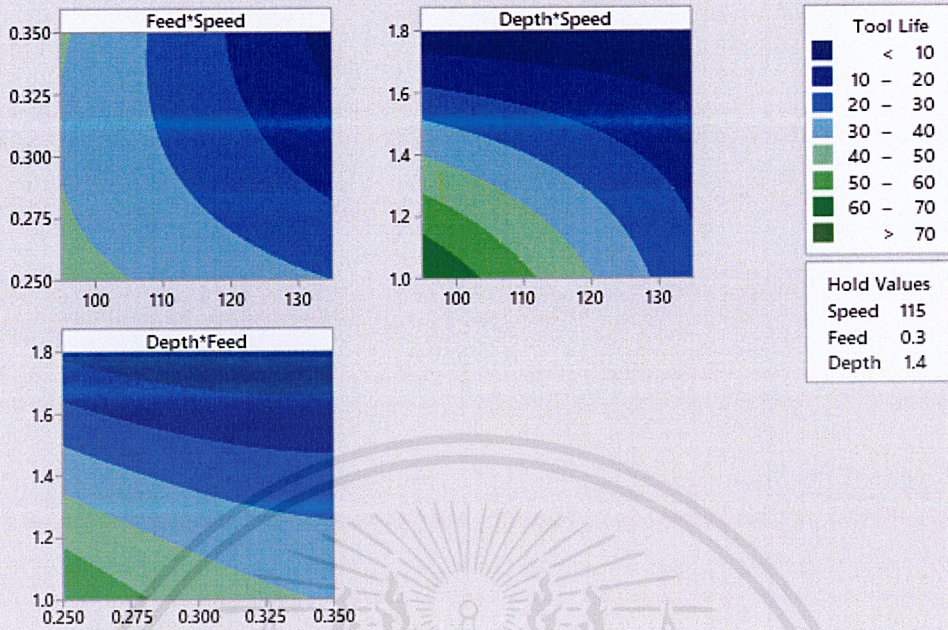 Feed*Speed
0.350
0.325
0.300
0.275
0.250
100 110 120 130
Depth*Speed
1.8
1.6
1.4
1.2
1.0
100 110 120 130
Tool Life
< 10
10 – 20
20 – 30
30 – 40
40 – 50
50 – 60
60 – 70
> 70
Hold Values
Speed 115
Feed 0.3
Depth 1.4
Depth*Feed
1.8
1.6
1.4
1.2
1.0
0.250 0.275 0.300 0.325 0.350